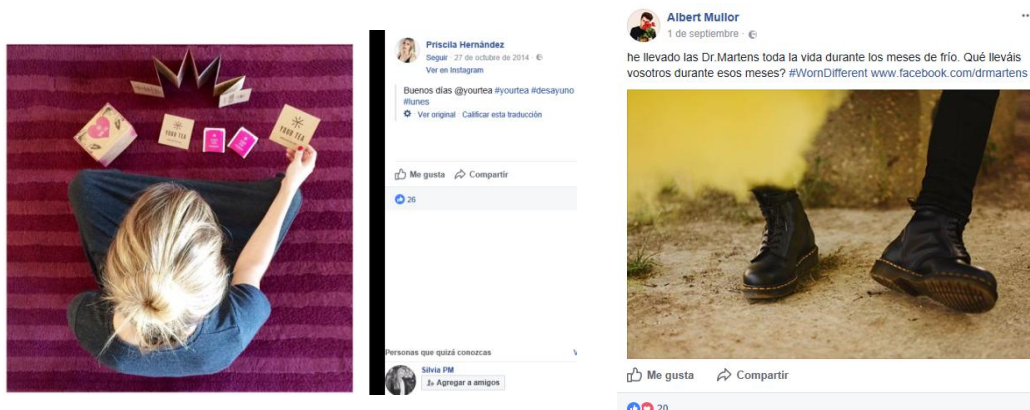 YOUR TEA
YOUR TEA
Priscila Hernández
Seguir · 27 de octubre de 2014
Ver en Instagram
Buenos días @yourtea #yourtea #desayuno
#lunes
Ver original · Calificar esta traducción
Me gusta Compartir
26
Personas que quizá conozcas
Silvia PM
Agregar a amigos
Albert Mullor
1 de septiembre
he llevado las Dr.Martens toda la vida durante los meses de frío. Qué lleváis
vosotros durante esos meses? #WornDifferent www.facebook.com/drmartens
Me gusta Compartir
20